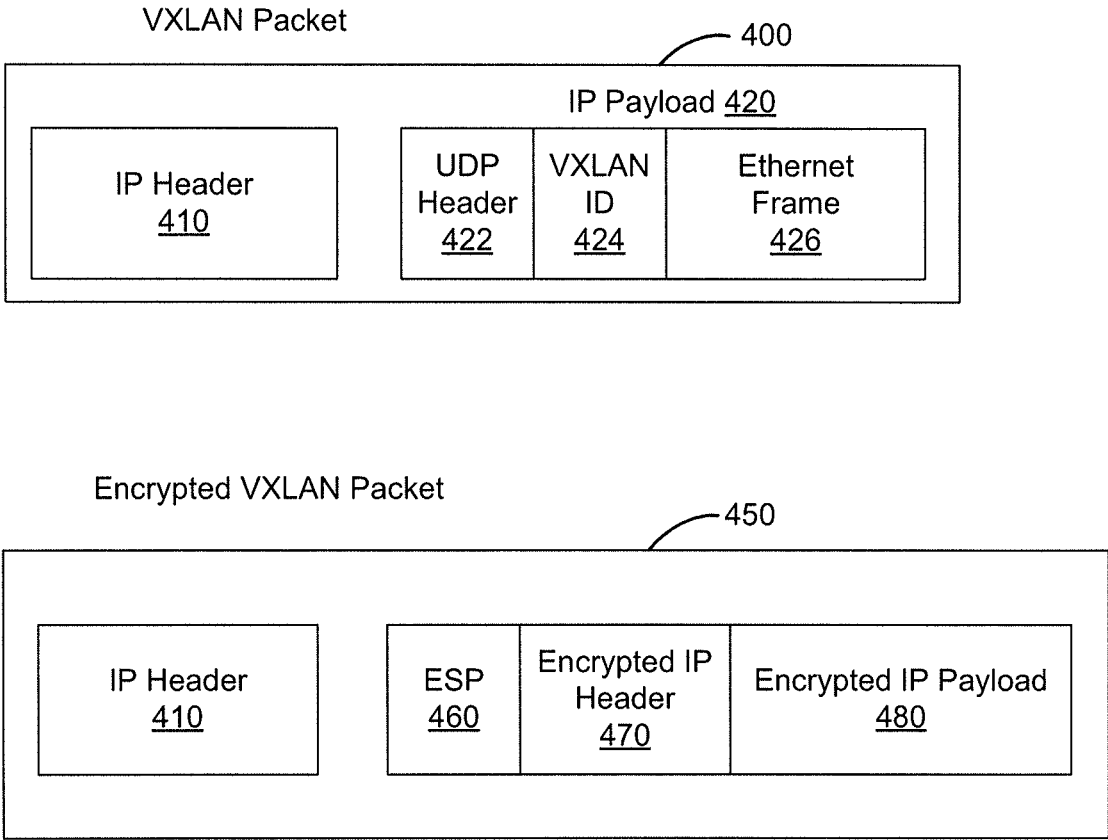 VXLAN Packet
400
IP Payload 420
IP Header
410
UDP
Header
422
VXLAN
ID
424
Ethernet
Frame
426
Encrypted VXLAN Packet
450
IP Header
410
ESP
460
Encrypted IP
Header
470
Encrypted IP Payload
480